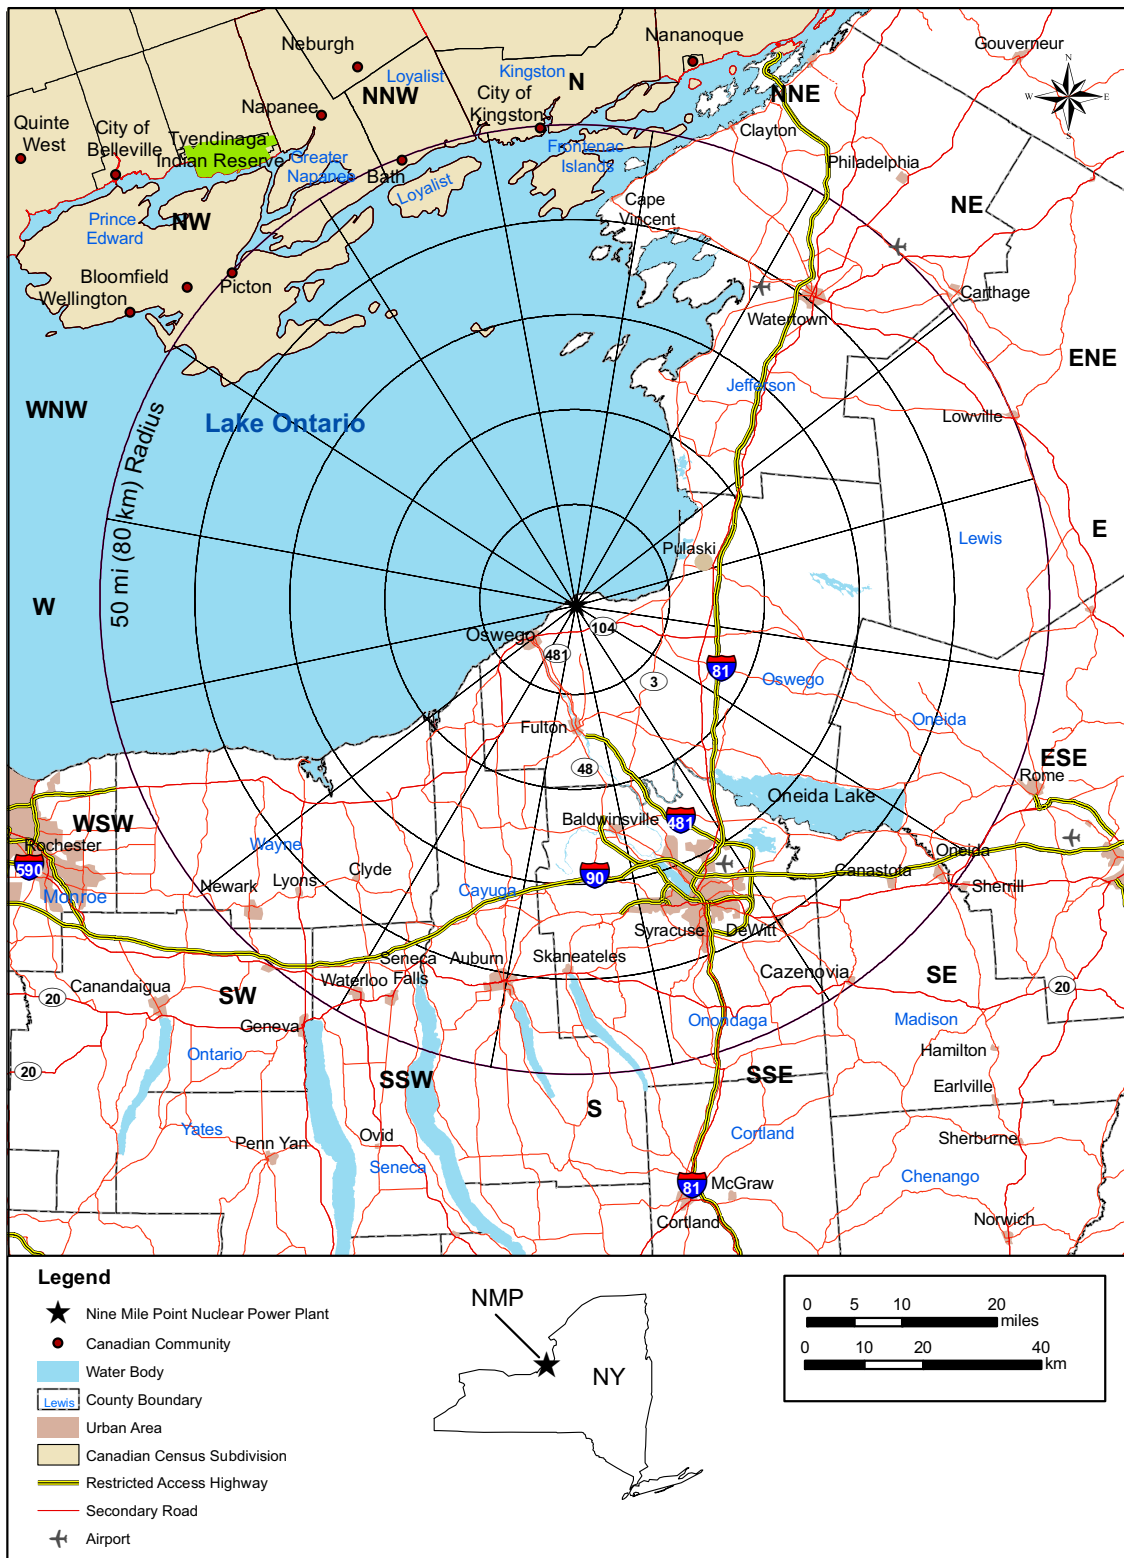 Neburgh
Nananoque
Gouverneur
Loyalist
Kingston
N
NNW
NNE
N
W
E
S
Napanee
City of
Kingston
Quinte
West
City of
Belleville
Tyendinaga
Indian Reserve
Greater
Napanee
Bath
Loyalist
Frontenac
Islands
Clayton
Philadelphia
Cape
Vincent
NE
Prince
Edward
NW
Bloomfield
Wellington
Picton
Carthage
Watertown
ENE
WNW
Lake Ontario
50 mi (80 km) Radius
Jefferson
Lowville
E
Lewis
Pulaski
W
Oswego
104
481
3
81
Oswego
Oneida
Fulton
48
ESE
Rome
Oneida Lake
WSW
Rochester
590
Monroe
Wayne
Baldwinsville
481
90
Newark
Lyons
Clyde
Cayuga
Canastota
Oneida
Sherrill
Syracuse
DeWitt
Seneca
Falls
Auburn
Skaneateles
Waterloo
Cazenovia
SE
20
Canandaigua
20
SW
Geneva
Onondaga
Madison
Ontario
Hamilton
20
SSW
SSE
S
Earlville
Yates
Penn Yan
Ovid
Seneca
Cortland
Sherburne
Chenango
81
McGraw
Cortland
Norwich
Legend
Nine Mile Point Nuclear Power Plant
Canadian Community
Water Body
Lewis
County Boundary
Urban Area
Canadian Census Subdivision
Restricted Access Highway
Secondary Road
Airport
NMP
NY
0 5 10 20
miles
0 10 20 40
km